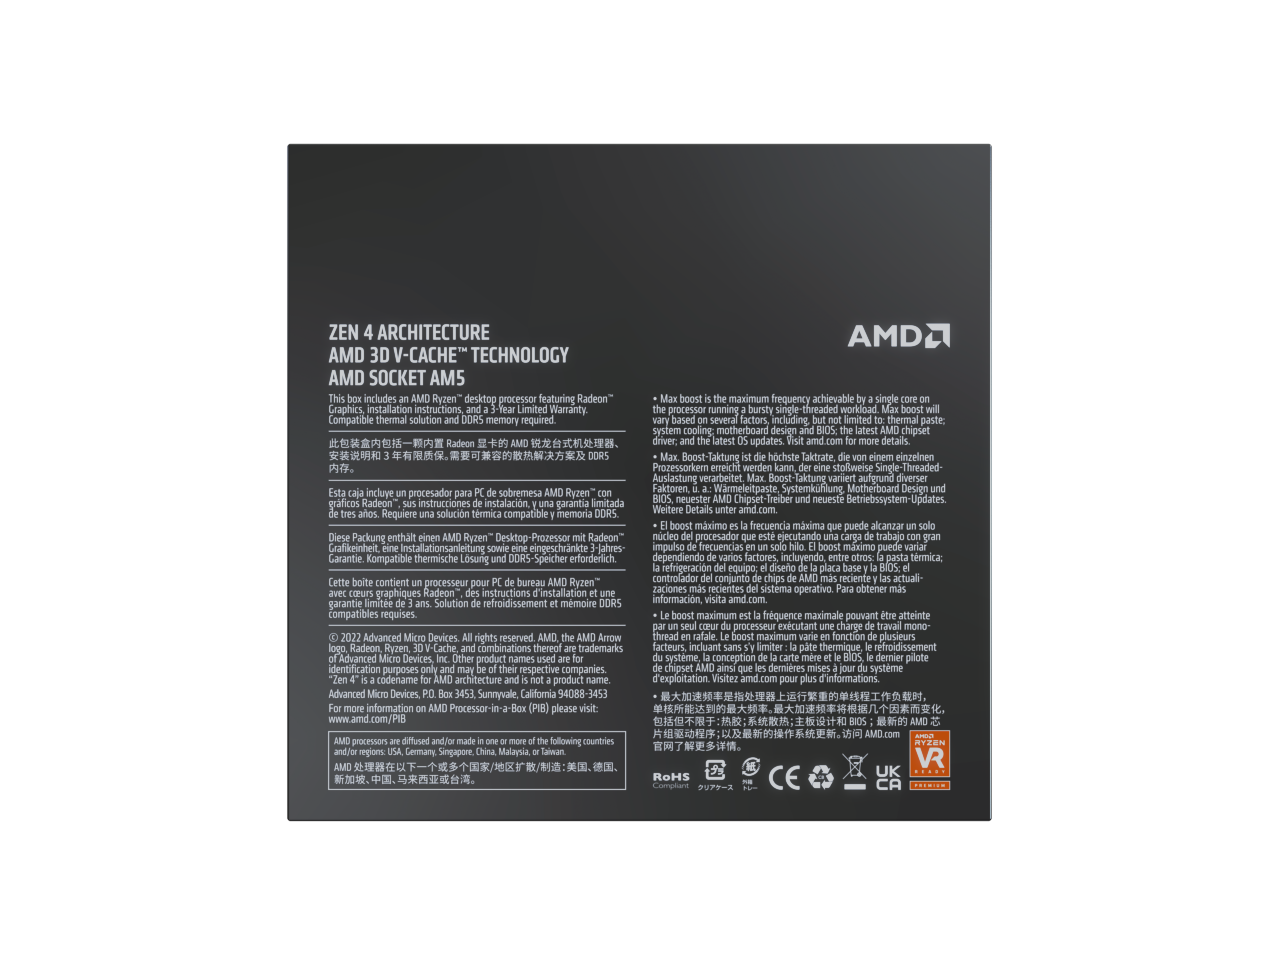 ZEN 4 ARCHITECTURE
AMD 3D V-CACHE™ TECHNOLOGY
AMD SOCKET AM5
This box includes an AMD Ryzen™ desktop processor featuring Radeon™
Graphics, installation instructions, and a 3-Year Limited Warranty.
Compatible thermal solution and DDR5 memory required.
此包装盒内包括一颗内置 Radeon 显卡的 AMD 锐龙台式机处理器、
安装说明和 3 年有限质保。需要可兼容的散热解决方案及 DDR5
内存。
Esta caja incluye un procesador para PC de sobremesa AMD Ryzen™ con
gráficos Radeon™, sus instrucciones de instalación, y una garantía limitada
de tres años. Requiere una solución térmica compatible y memoria DDR5.
Diese Packung enthält einen AMD Ryzen™ Desktop-Prozessor mit Radeon™
Grafikeinheit, eine Installationsanleitung sowie eine eingeschränkte 3-Jahres-
Garantie. Kompatible thermische Lösung und DDR5-Speicher erforderlich.
Cette boîte contient un processeur pour PC de bureau AMD Ryzen™
avec cœurs graphiques Radeon™, des instructions d'installation et une
garantie limitée de 3 ans. Solution de refroidissement et mémoire DDR5
compatibles requises.
© 2022 Advanced Micro Devices. All rights reserved. AMD, the AMD Arrow
logo, Radeon, Ryzen, 3D V-Cache, and combinations thereof are trademarks
of Advanced Micro Devices, Inc. Other product names used are for
identification purposes only and may be of their respective companies.
“Zen 4” is a codename for AMD architecture and is not a product name.
Advanced Micro Devices, P.O. Box 3453, Sunnyvale, California 94088-3453
For more information on AMD Processor-in-a-Box (PIB) please visit:
www.amd.com/PIB
AMD processors are diffused and/or made in one or more of the following countries
and/or regions: USA, Germany, Singapore, China, Malaysia, or Taiwan.
AMD 处理器在以下一个或多个国家/地区扩散/制造：美国、德国、
新加坡、中国、马来西亚或台湾。
AMD
• Max boost is the maximum frequency achievable by a single core on
the processor running a bursty single-threaded workload. Max boost will
vary based on several factors, including, but not limited to: thermal paste;
system cooling; motherboard design and BIOS; the latest AMD chipset
driver; and the latest OS updates. Visit amd.com for more details.
• Max. Boost-Taktung ist die höchste Taktrate, die von einem einzelnen
Prozessorkern erreicht werden kann, der eine stoßweise Single-Threaded-
Auslastung verarbeitet. Max. Boost-Taktung variiert aufgrund diverser
Faktoren, u. a.: Wärmeleitpaste, Systemkühlung, Motherboard Design und
BIOS, neuester AMD Chipset-Treiber und neueste Betriebssystem-Updates.
Weitere Details unter amd.com.
• El boost máximo es la frecuencia máxima que puede alcanzar un solo
núcleo del procesador que esté ejecutando una carga de trabajo con gran
impulso de frecuencias en un solo hilo. El boost máximo puede variar
dependiendo de varios factores, incluyendo, entre otros: la pasta térmica;
la refrigeración del equipo; el diseño de la placa base y la BIOS; el
controlador del conjunto de chips de AMD más reciente y las actuali-
zaciones más recientes del sistema operativo. Para obtener más
información, visita amd.com.
• Le boost maximum est la fréquence maximale pouvant être atteinte
par un seul cœur du processeur exécutant une charge de travail mono-
thread en rafale. Le boost maximum varie en fonction de plusieurs
facteurs, incluant sans s'y limiter : la pâte thermique, le refroidissement
du système, la conception de la carte mère et le BIOS, le dernier pilote
de chipset AMD ainsi que les dernières mises à jour du système
d'exploitation. Visitez amd.com pour plus d'informations.
• 最大加速频率是指处理器上运行繁重的单线程工作负载时，
单核所能达到的最大频率。最大加速频率将根据几个因素而变化，
包括但不限于：热胶；系统散热；主板设计和 BIOS；最新的 AMD 芯
片组驱动程序；以及最新的操作系统更新。访问 AMD.com
官网了解更多详情。
RoHS
Compliant
プラ
クリアケース
紙
外箱
トレー
CE
CB
UK
CA
AMD
RYZEN
VR
READY
PREMIUM